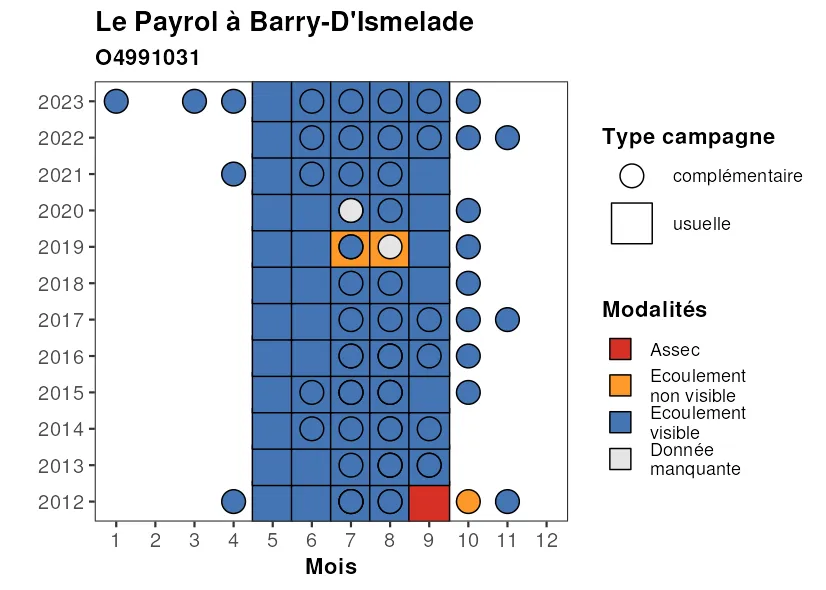 Le Payrol à Barry-D'Ismelade
O4991031
2023
2022
2021
2020
2019
2018
2017
2016
2015
2014
2013
2012
1 2 3 4 5 6 7 8 9 10 11 12
Mois
Type campagne
complémentaire
usuelle
Modalités
Assec
Ecoulement
non visible
Ecoulement
visible
Donnée
manquante